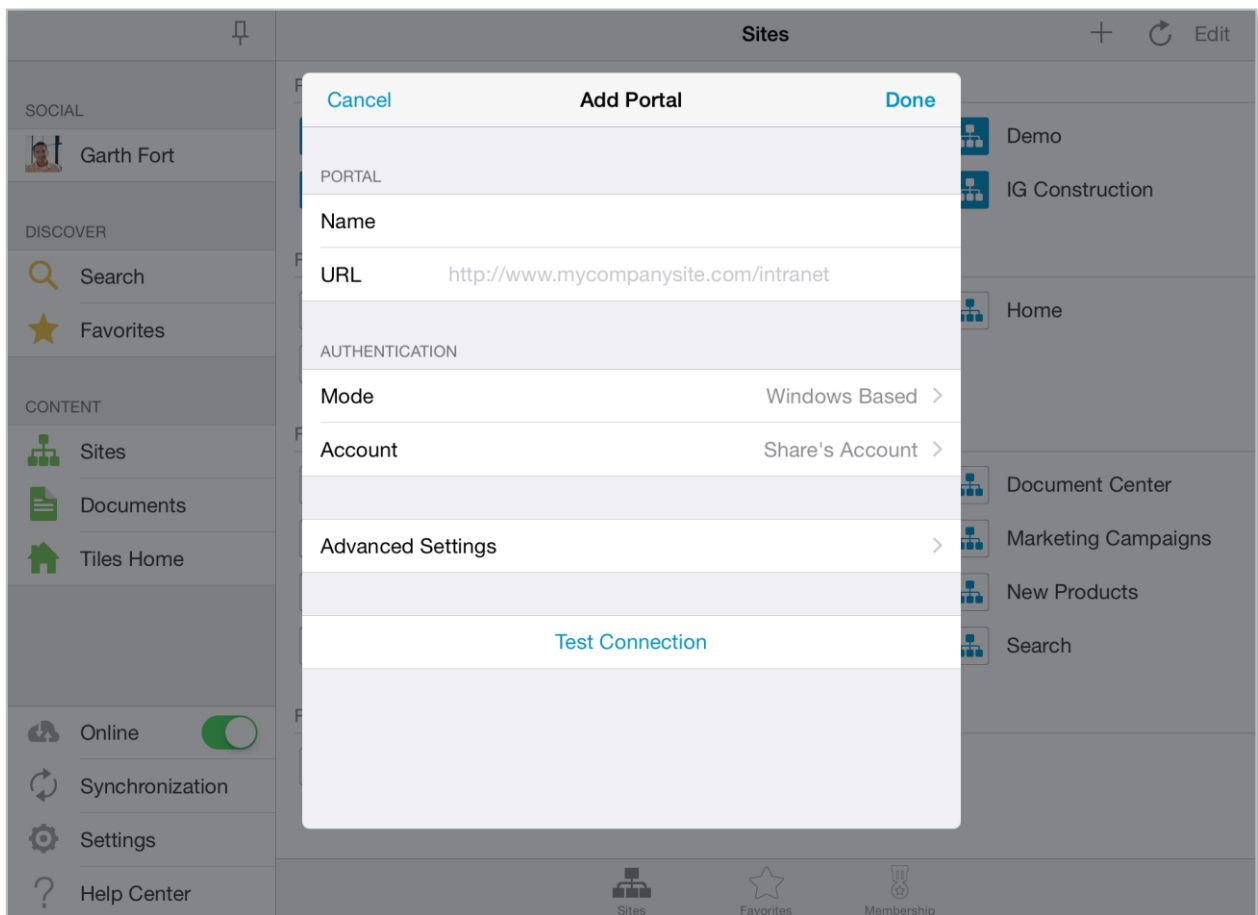 Sites
Edit
SOCIAL
Garth Fort
DISCOVER
Search
Favorites
CONTENT
Sites
Documents
Tiles Home
Online
Synchronization
Settings
Help Center
Cancel
Add Portal
Done
PORTAL
Name
URL http://www.mycompanysite.com/intranet
AUTHENTICATION
Mode Windows Based
Account Share's Account
Advanced Settings
Test Connection
Demo
IG Construction
Home
Document Center
Marketing Campaigns
New Products
Search
Sites
Favorites
Membership